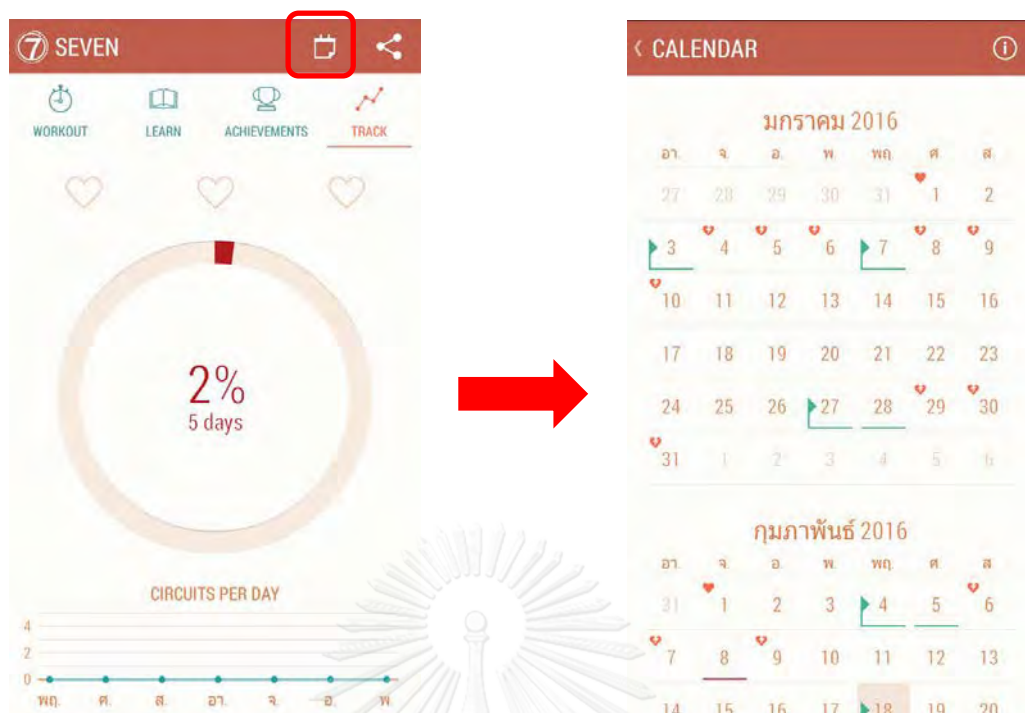 7 SEVEN
WORKOUT LEARN ACHIEVEMENTS TRACK
2%
5 days
CIRCUITS PER DAY
4
2
0
พฤ. ศ. ส. อา. จ. อ. พ.
CALENDAR
มกราคม 2016
อา. จ. อ. พ. พฤ. ศ. ส.
27 28 29 30 31 1 2
3 4 5 6 7 8 9
10 11 12 13 14 15 16
17 18 19 20 21 22 23
24 25 26 27 28 29 30
31 1 2 3 4 5 6
กุมภาพันธ์ 2016
อา. จ. อ. พ. พฤ. ศ. ส.
31 1 2 3 4 5 6
7 8 9 10 11 12 13
14 15 16 17 18 19 20